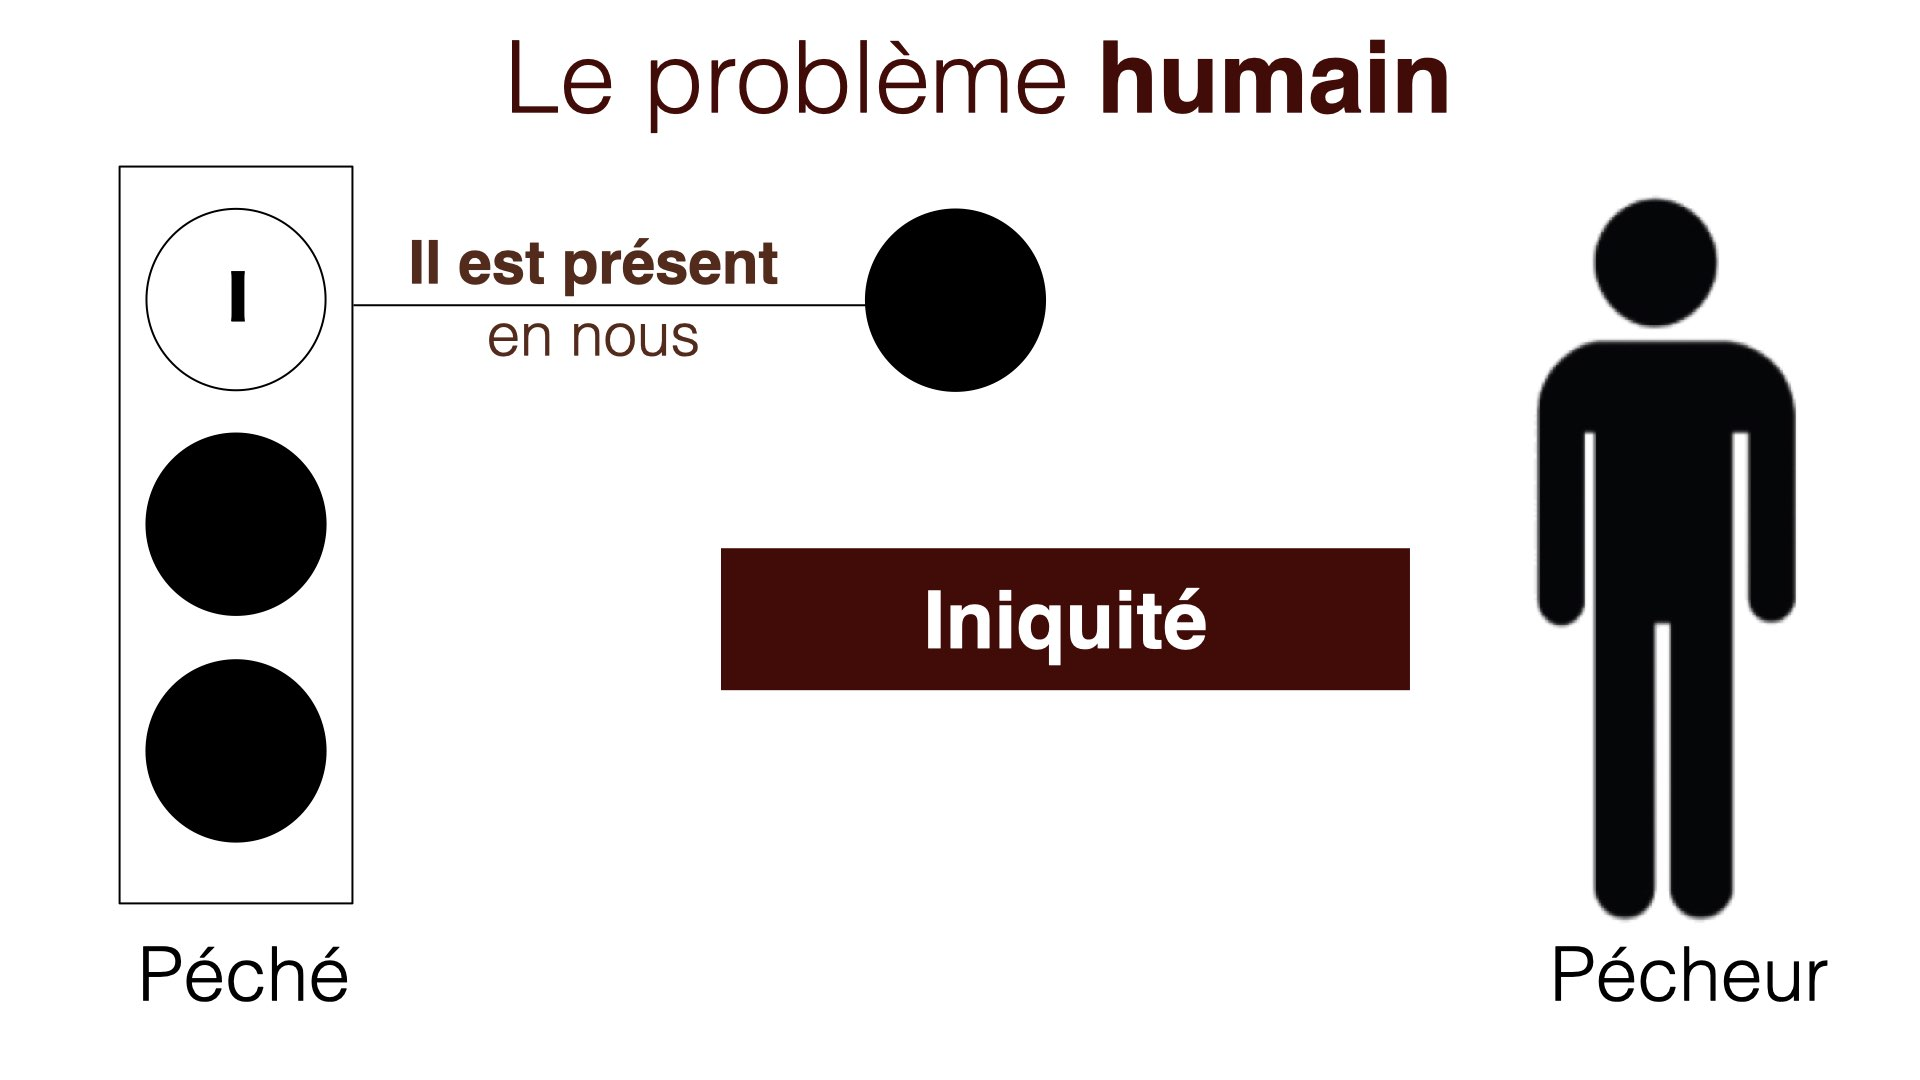 Le problème humain
I
Il est présent
en nous
Iniquité
Péché
Pécheur